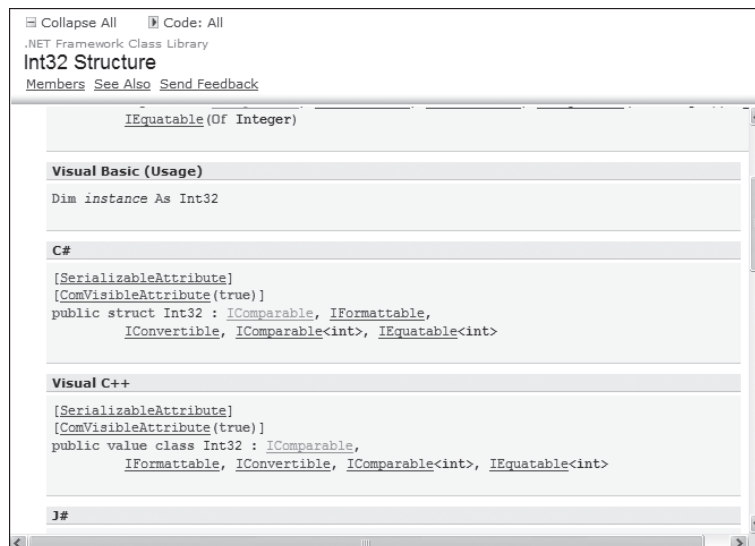 Collapse All Code: All
.NET Framework Class Library
Int32 Structure
Members See Also Send Feedback
IEquatable(Of Integer)
Visual Basic (Usage)
Dim instance As Int32
C#
[SerializableAttribute]
[ComVisibleAttribute(true)]
public struct Int32 : IComparable, IFormattable,
IConvertible, IComparable<int>, IEquatable<int>
Visual C++
[SerializableAttribute]
[ComVisibleAttribute(true)]
public value class Int32 : IComparable,
IFormattable, IConvertible, IComparable<int>, IEquatable<int>
J#